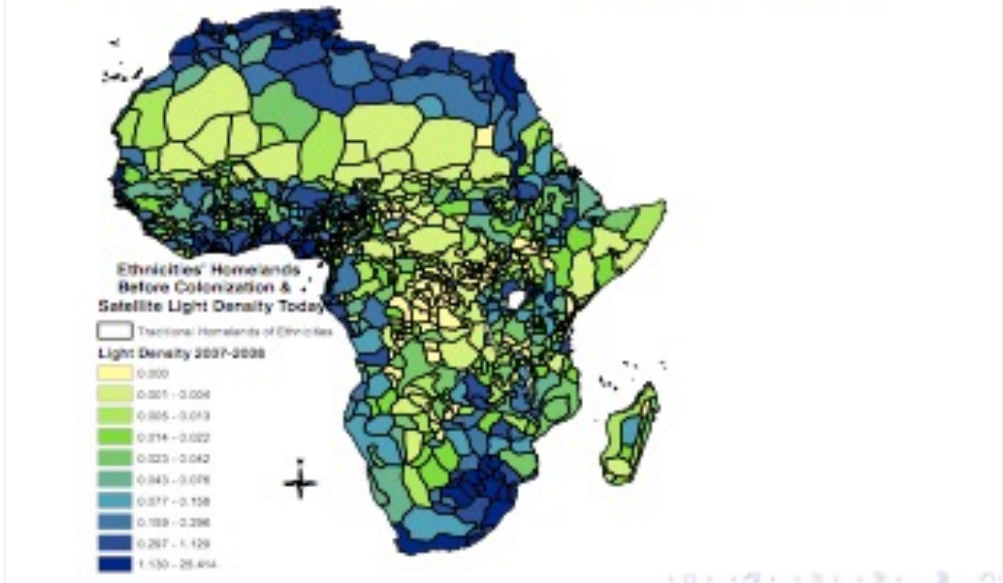 Ethnicities' Homelands
Before Colonization &
Satellite Light Density Today
Traditional Homelands of Ethnicities
Light Density 2007-2008
0.000
0.001 - 0.004
0.005 - 0.013
0.014 - 0.022
0.023 - 0.042
0.043 - 0.076
0.077 - 0.158
0.159 - 0.296
0.297 - 1.129
1.130 - 25.414